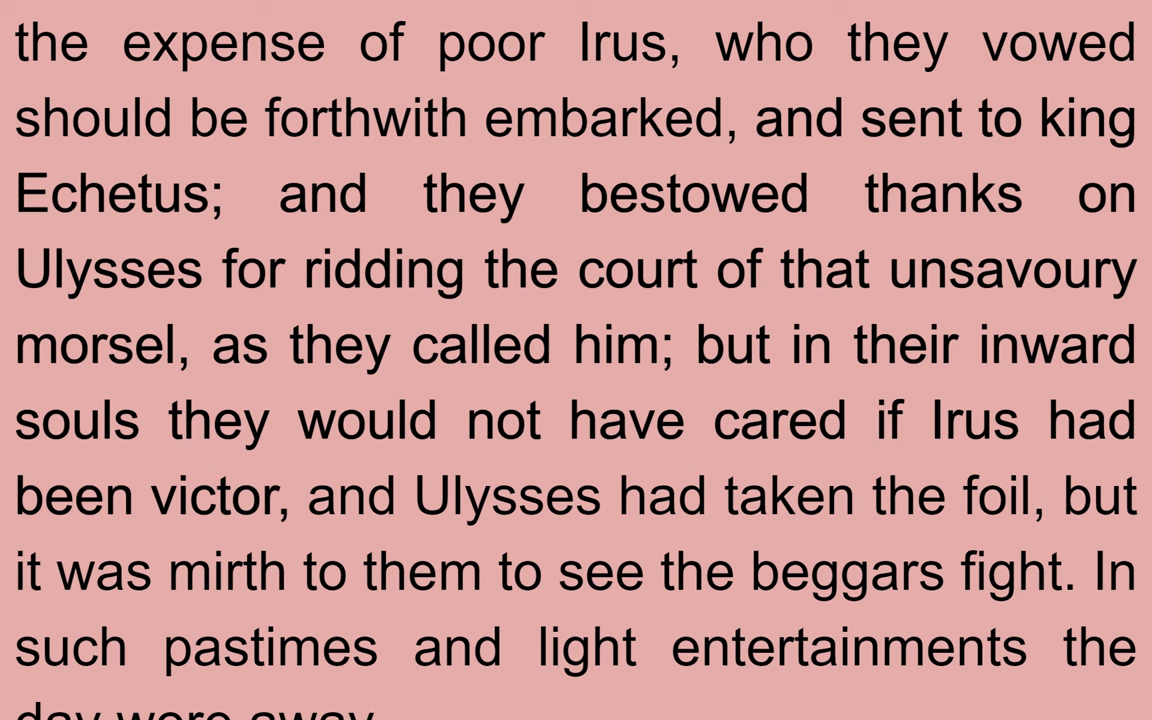 the expense of poor Irus, who they vowed
should be forthwith embarked, and sent to king
Echetus; and they bestowed thanks on
Ulysses for ridding the court of that unsavoury
morsel, as they called him; but in their inward
souls they would not have cared if Irus had
been victor, and Ulysses had taken the foil, but
it was mirth to them to see the beggars fight. In
such pastimes and light entertainments the
day wore away.